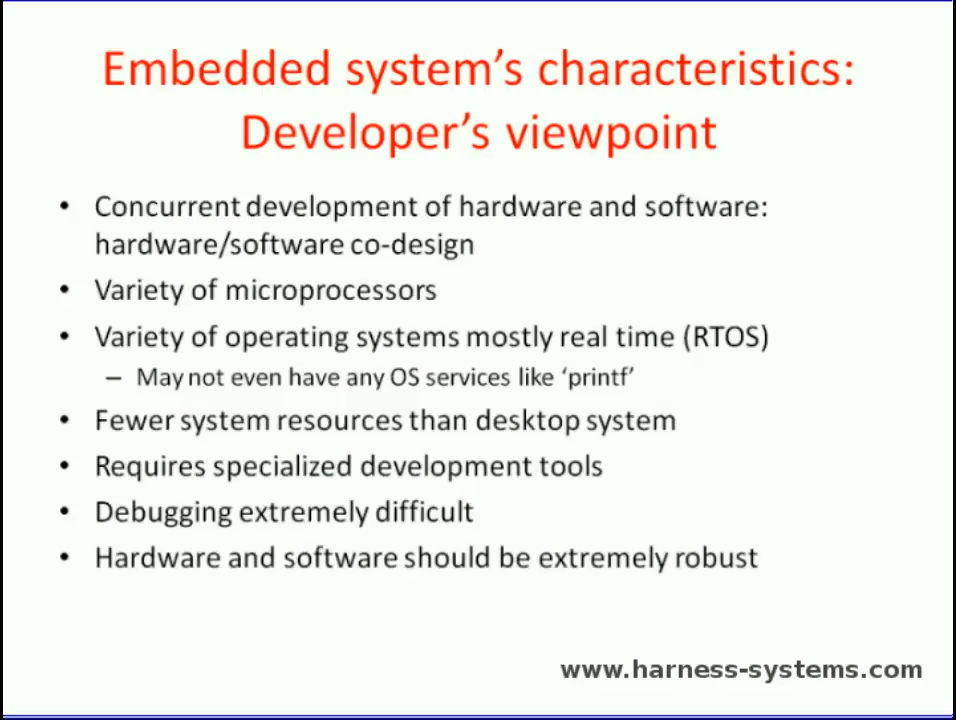 Embedded system’s characteristics:
Developer’s viewpoint
• Concurrent development of hardware and software:
hardware/software co-design
• Variety of microprocessors
• Variety of operating systems mostly real time (RTOS)
– May not even have any OS services like ‘printf’
• Fewer system resources than desktop system
• Requires specialized development tools
• Debugging extremely difficult
• Hardware and software should be extremely robust
www.harness-systems.com